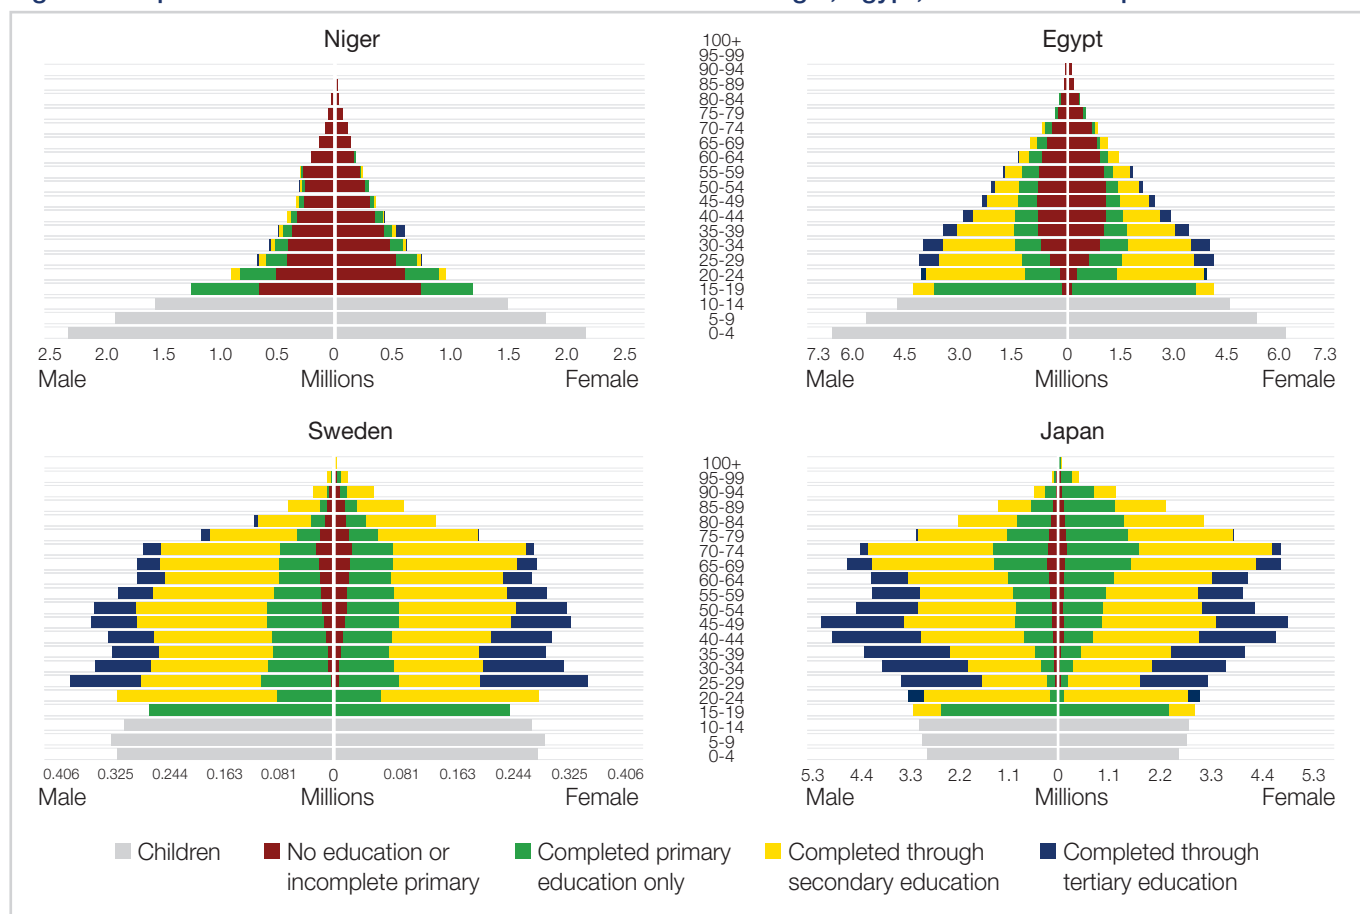 Niger
Egypt
100+
95-99
90-94
85-89
80-84
75-79
70-74
65-69
60-64
55-59
50-54
45-49
40-44
35-39
30-34
25-29
20-24
15-19
10-14
5-9
0-4
2.5 2.0 1.5 1.0 0.5 0 0.5 1.0 1.5 2.0 2.5
Male Millions Female
7.3 6.0 4.5 3.0 1.5 0 1.5 3.0 4.5 6.0 7.3
Male Millions Female
Sweden
Japan
100+
95-99
90-94
85-89
80-84
75-79
70-74
65-69
60-64
55-59
50-54
45-49
40-44
35-39
30-34
25-29
20-24
15-19
10-14
5-9
0-4
0.406 0.325 0.244 0.163 0.081 0 0.081 0.163 0.244 0.325 0.406
Male Millions Female
5.3 4.4 3.3 2.2 1.1 0 1.1 2.2 3.3 4.4 5.3
Male Millions Female
Children
No education or
incomplete primary
Completed primary
education only
Completed through
secondary education
Completed through
tertiary education